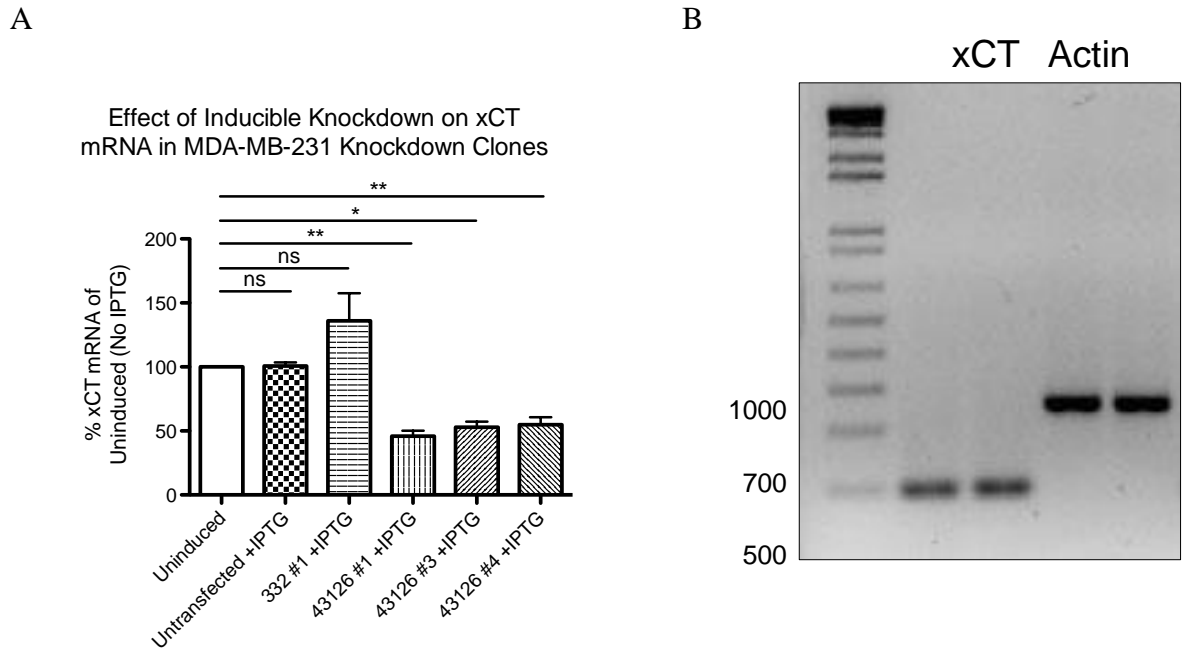 A
Effect of Inducible Knockdown on xCT
mRNA in MDA-MB-231 Knockdown Clones
**
*
**
ns
ns
% xCT mRNA of
Uninduced (No IPTG)
200
150
100
50
0
Uninduced
Untransfected +IPTG
332 #1 +IPTG
43126 #1 +IPTG
43126 #3 +IPTG
43126 #4 +IPTG
B
xCT Actin
1000
700
500